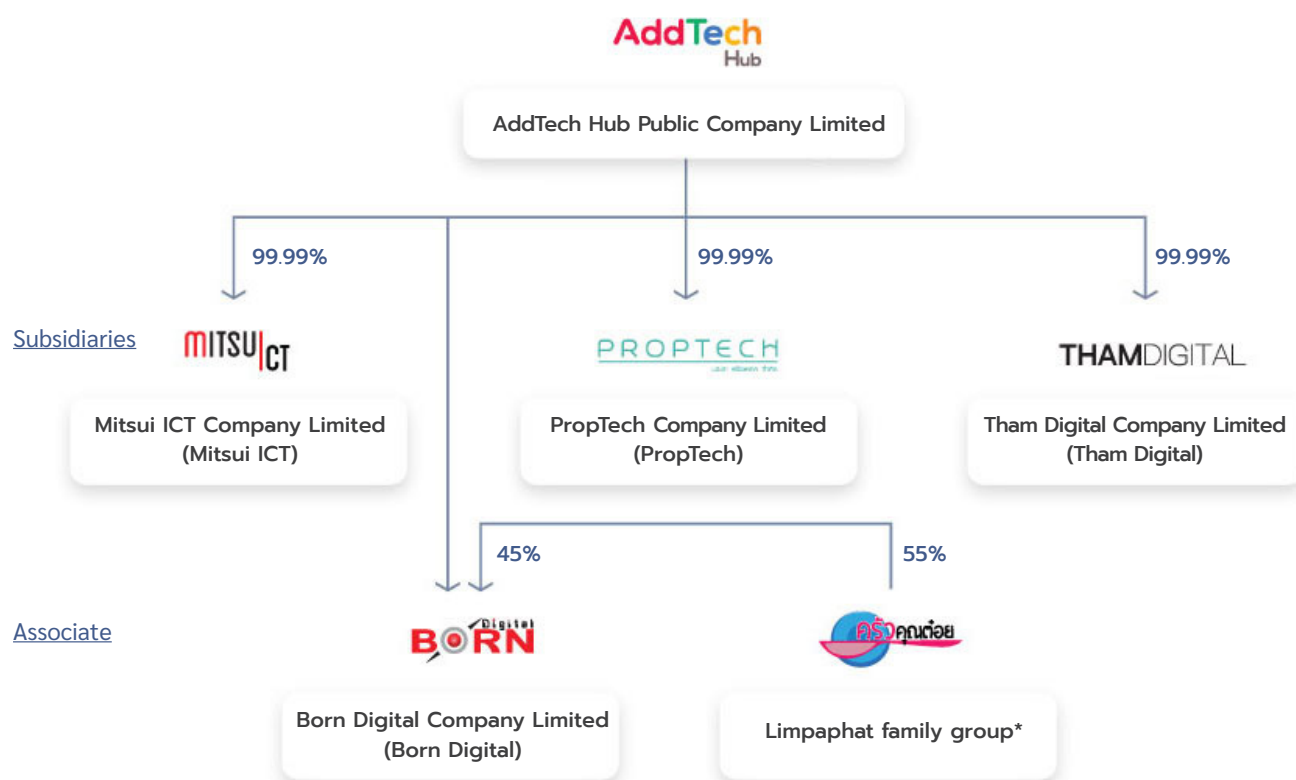 AddTech
Hub
AddTech Hub Public Company Limited
99.99%
99.99%
99.99%
Subsidiaries
MITSUICT
PROPTECH
THAMDIGITAL
Mitsui ICT Company Limited
(Mitsui ICT)
PropTech Company Limited
(PropTech)
Tham Digital Company Limited
(Tham Digital)
45%
55%
Associate
Digital
BORN
ครัวคุณต๋อย
Born Digital Company Limited
(Born Digital)
Limpaphat family group*